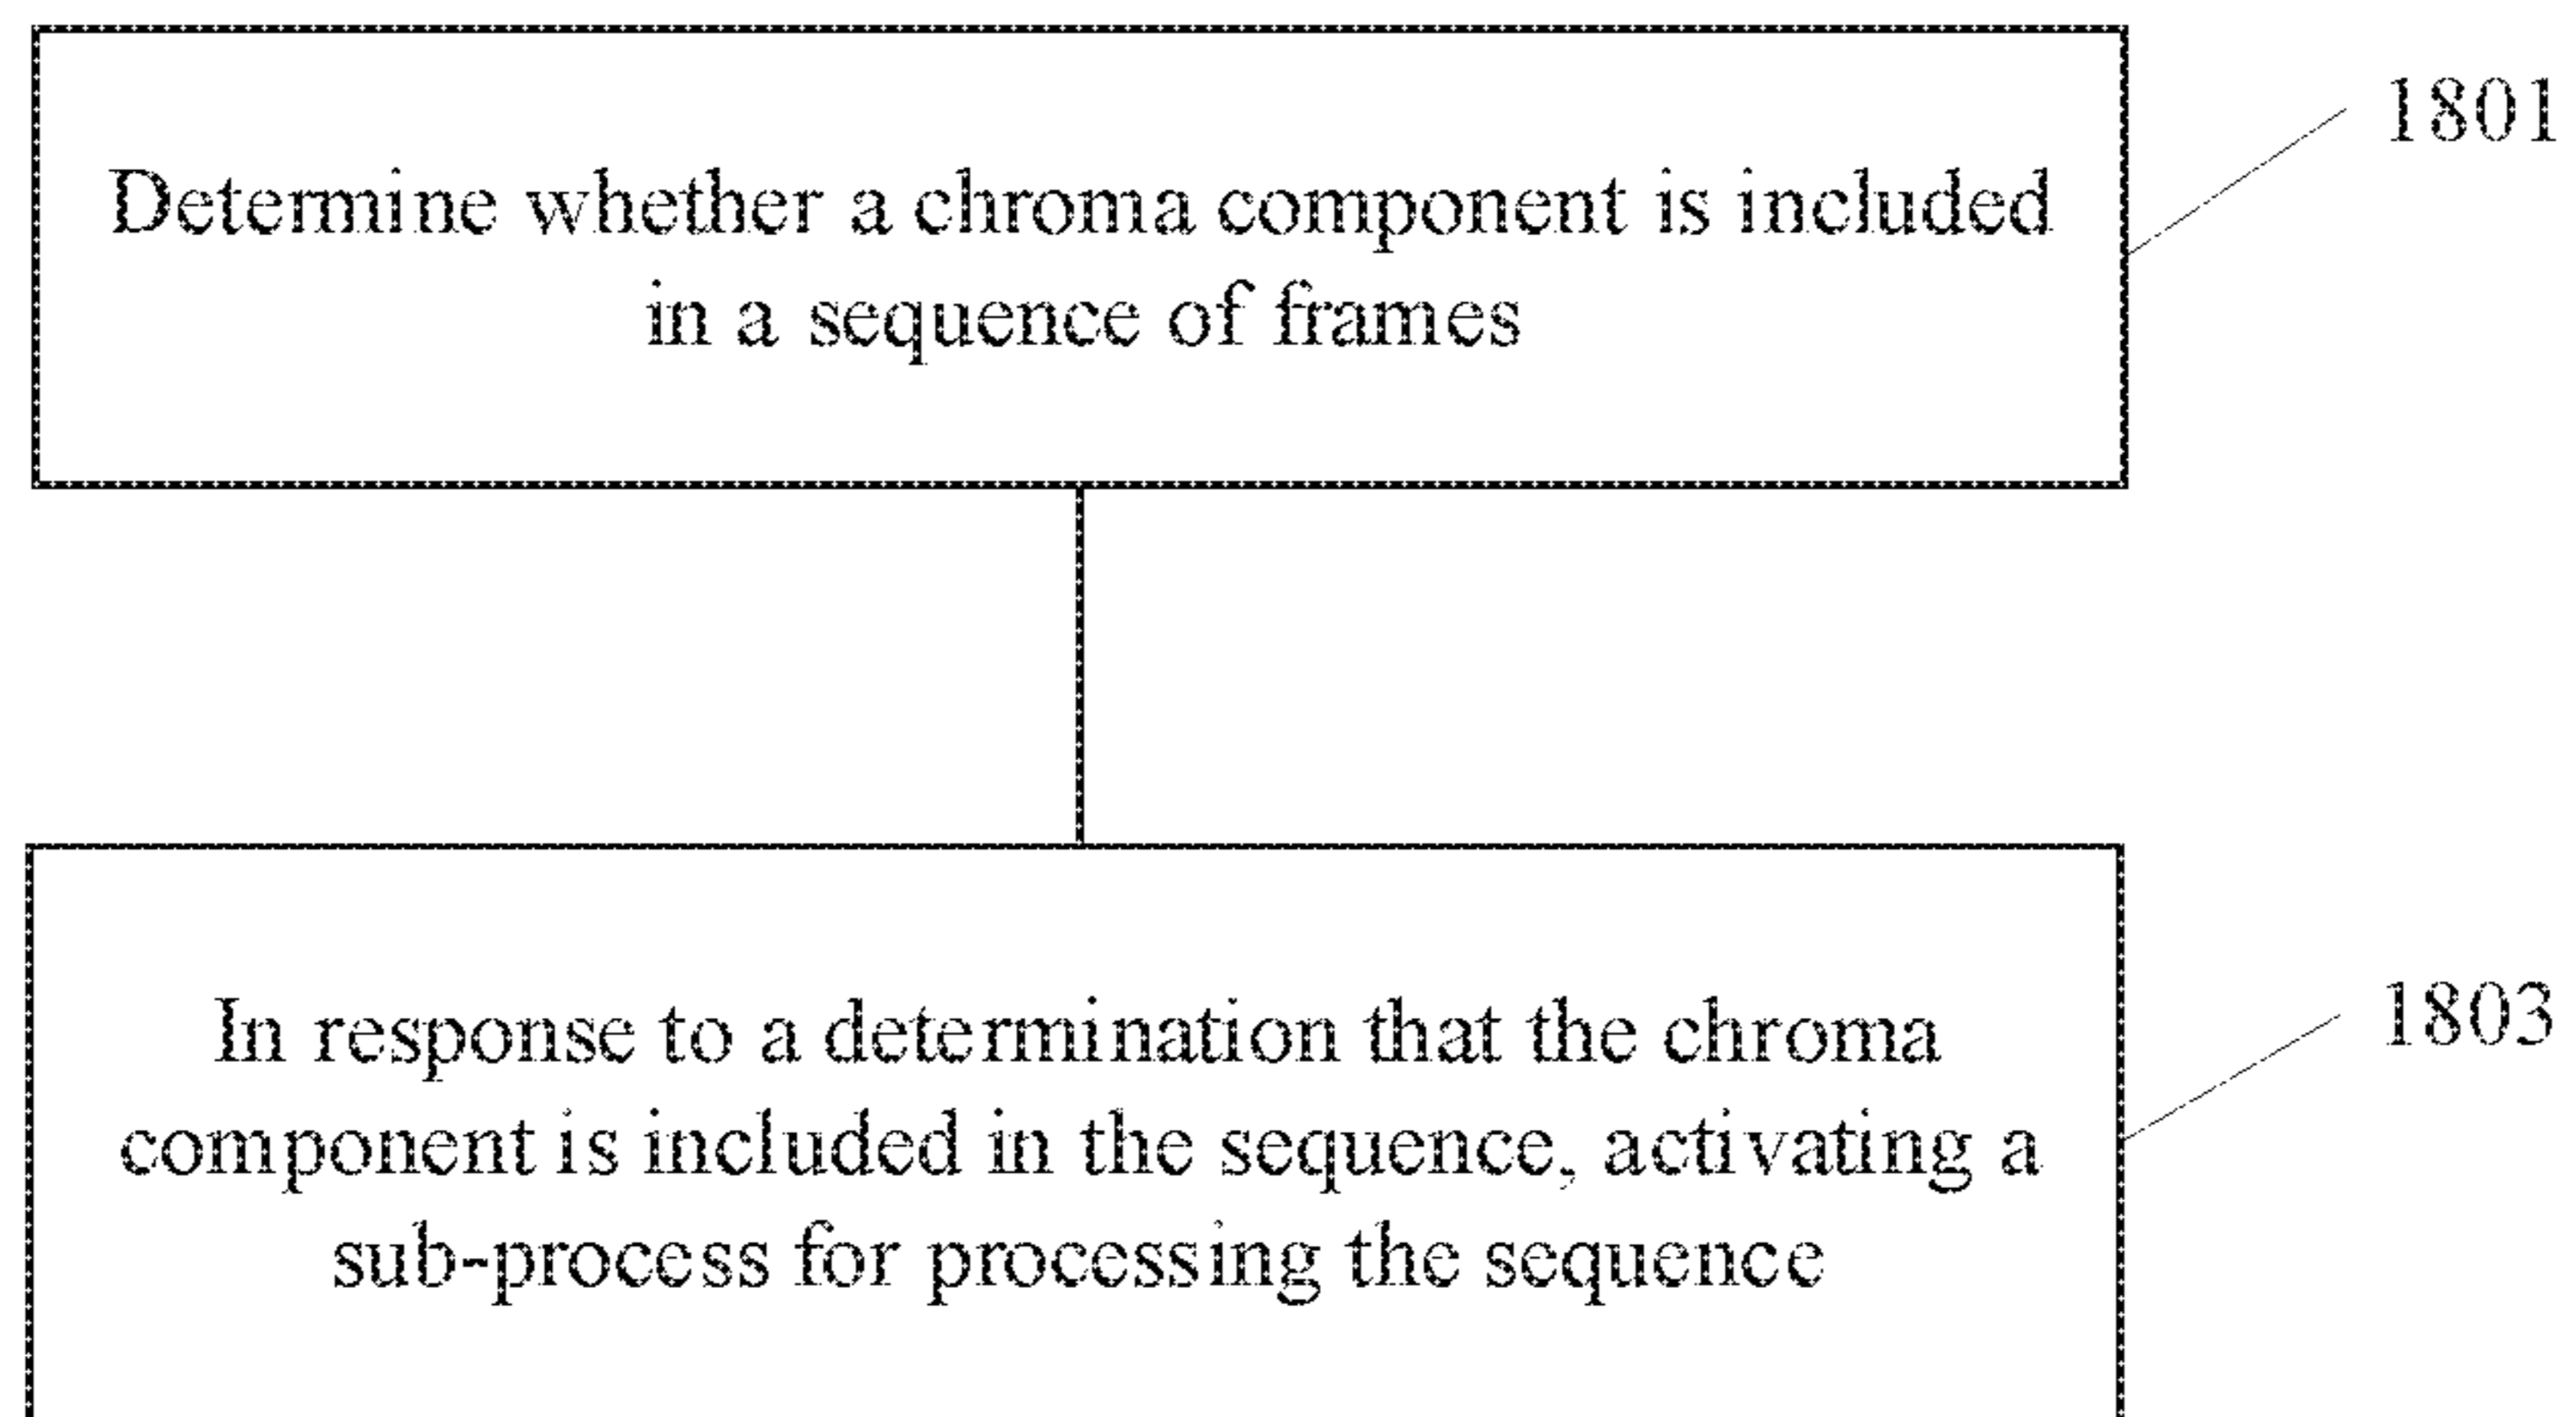 1801
Determine whether a chroma component is included
in a sequence of frames
1803
In response to a determination that the chroma
component is included in the sequence, activating a
sub-process for processing the sequence